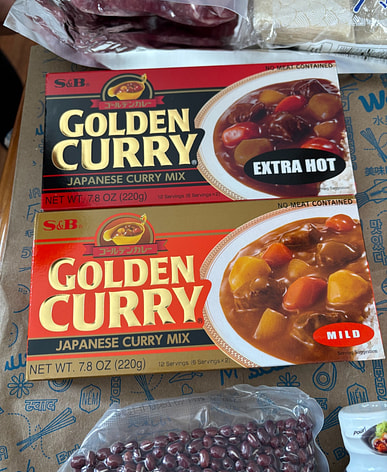 NO MEAT CONTAINED
S&B®
ゴールデンカレー
GOLDEN
CURRY®
JAPANESE CURRY MIX
EXTRA HOT
NET WT. 7.8 OZ (220g)
NO MEAT CONTAINED
S&B®
ゴールデンカレー
GOLDEN
CURRY®
JAPANESE CURRY MIX
MILD
NET WT. 7.8 OZ (220g)
12 Servings